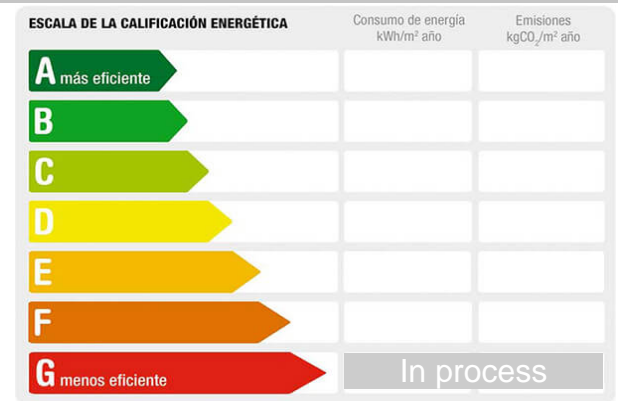 ESCALA DE LA CALIFICACIÓN ENERGÉTICA
Consumo de energía
kWh/m² año
Emisiones
kgCO₂/m² año
A más eficiente
B
C
D
E
F
G menos eficiente
In process